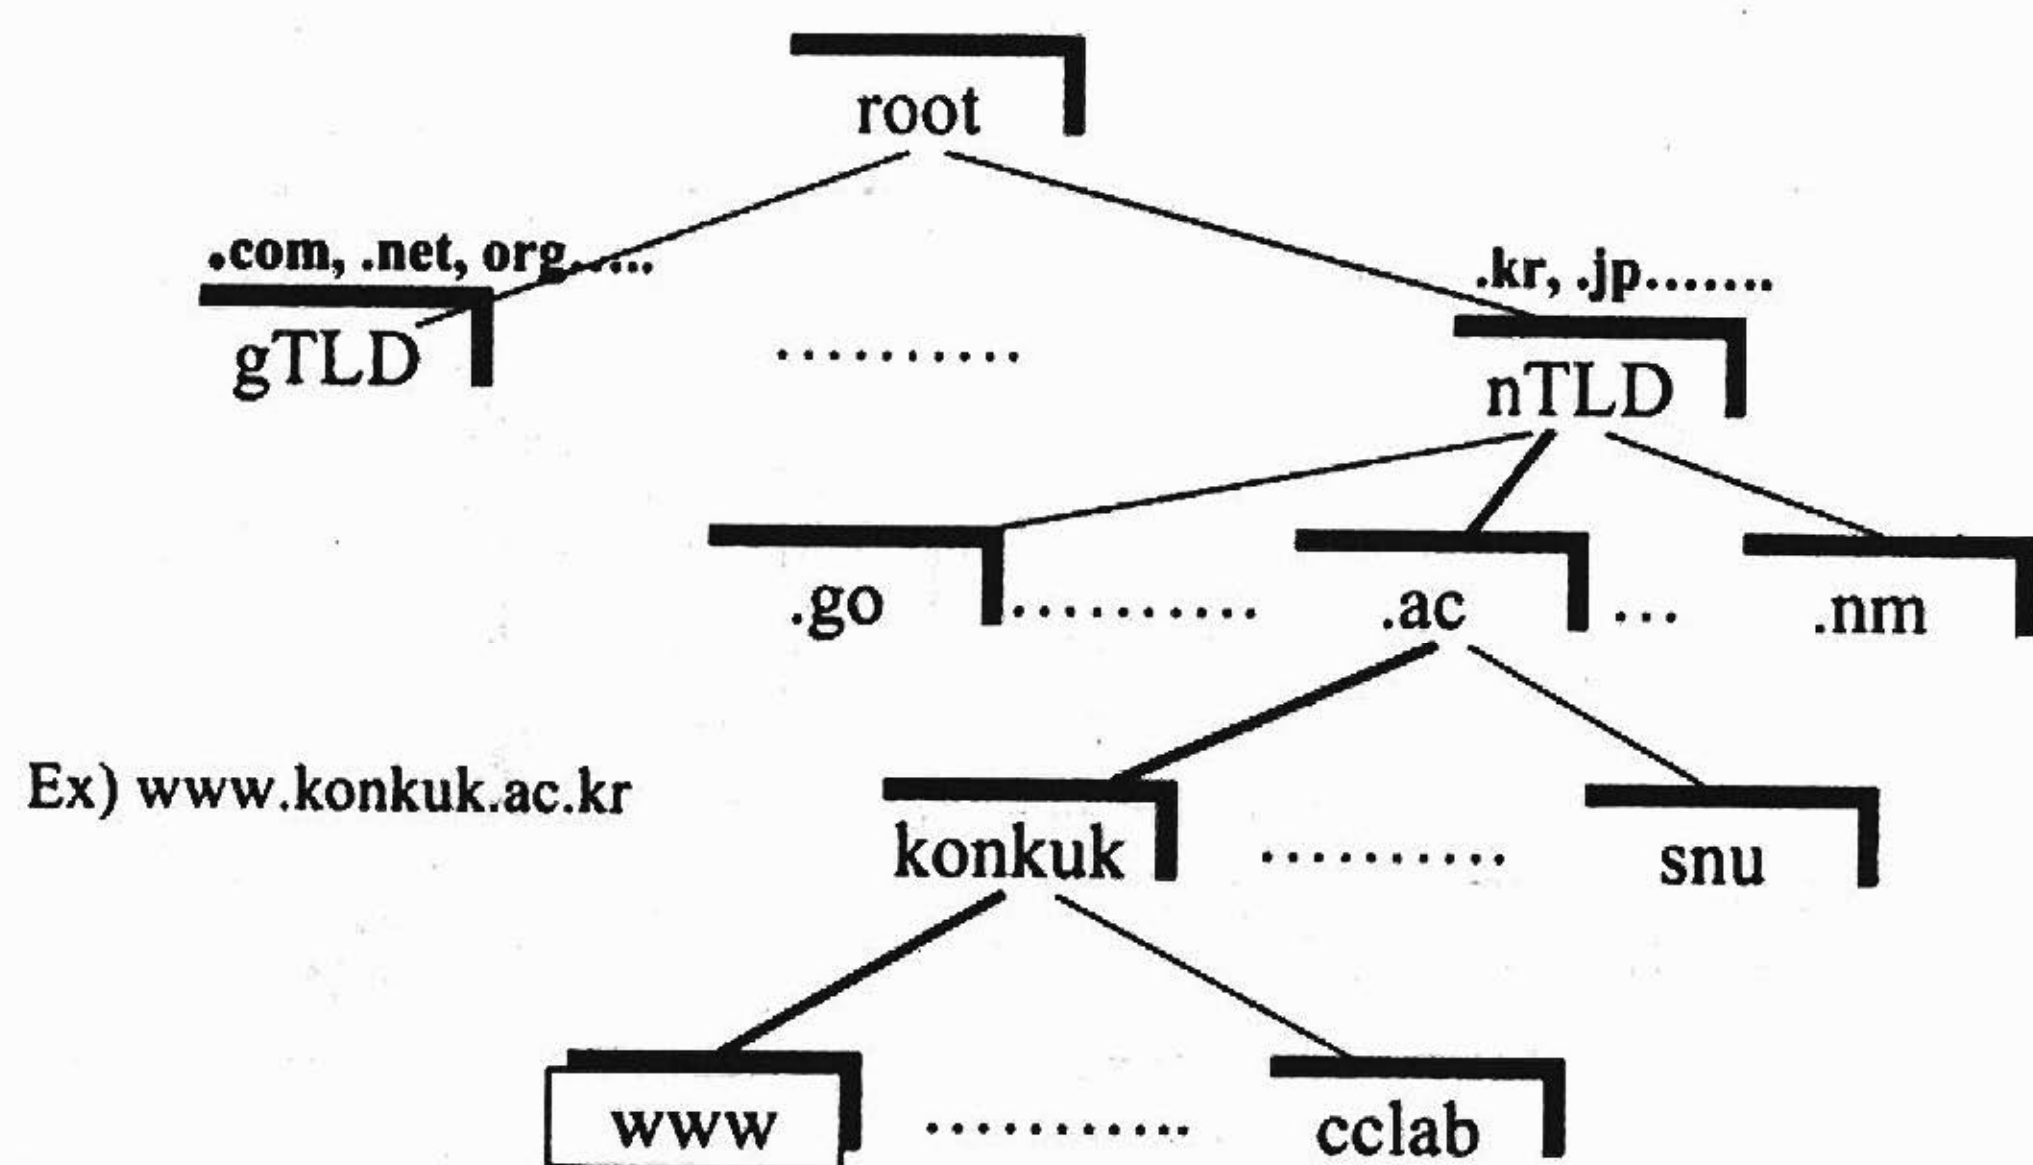 root
.com, .net, org.....
.kr, .jp.......
gTLD
..........
nTLD
.go
..........
.ac
...
.nm
Ex) www.konkuk.ac.kr
konkuk
..........
snu
www
...........
cclab